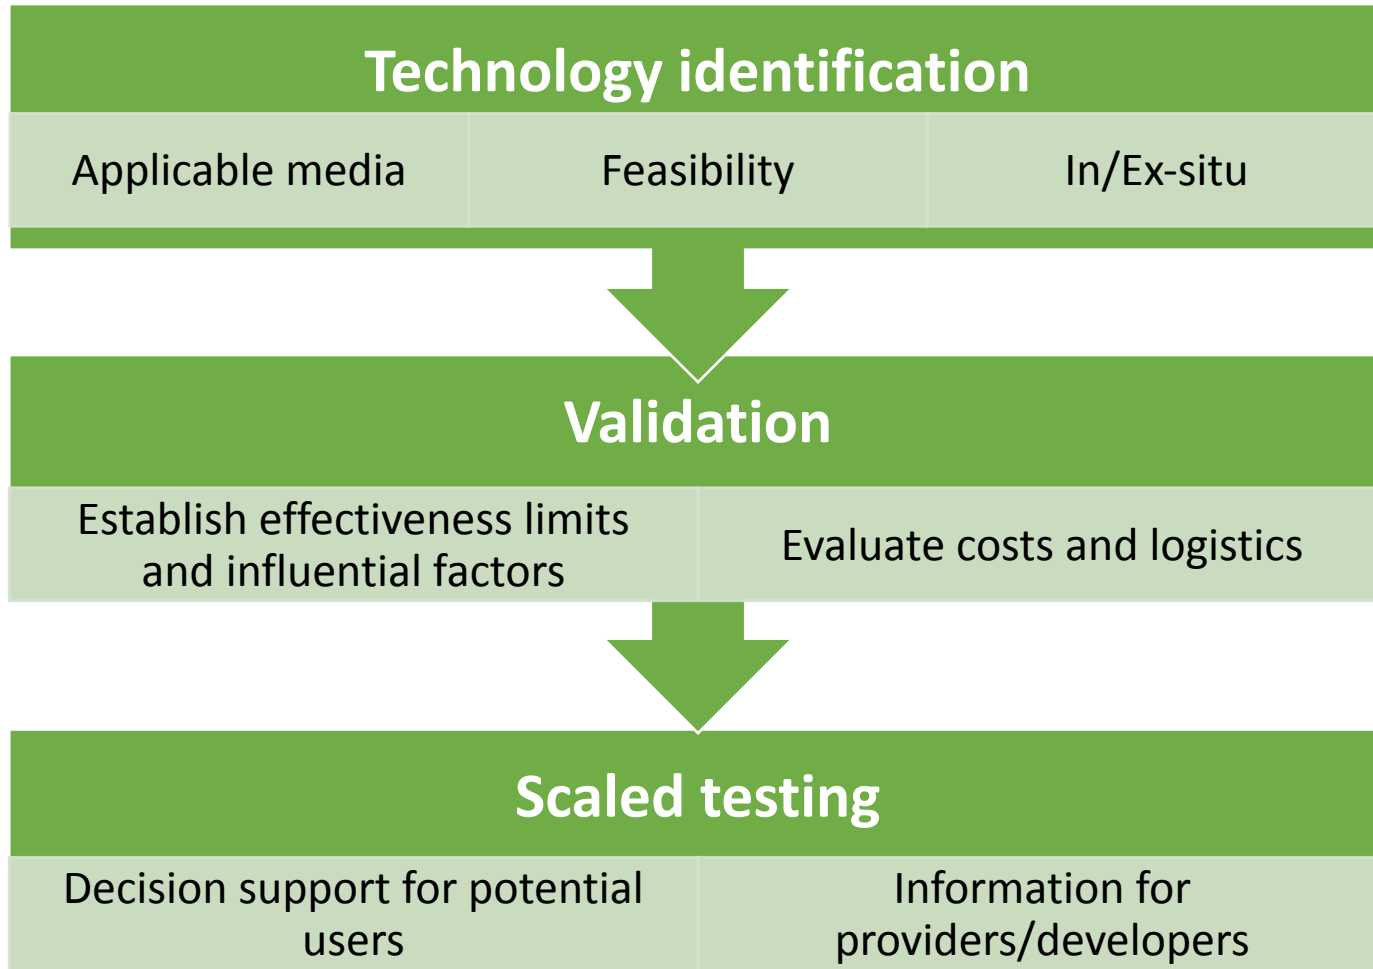 Technology identification
Applicable media
Feasibility
In/Ex-situ
Validation
Establish effectiveness limits
and influential factors
Evaluate costs and logistics
Scaled testing
Decision support for potential
users
Information for
providers/developers